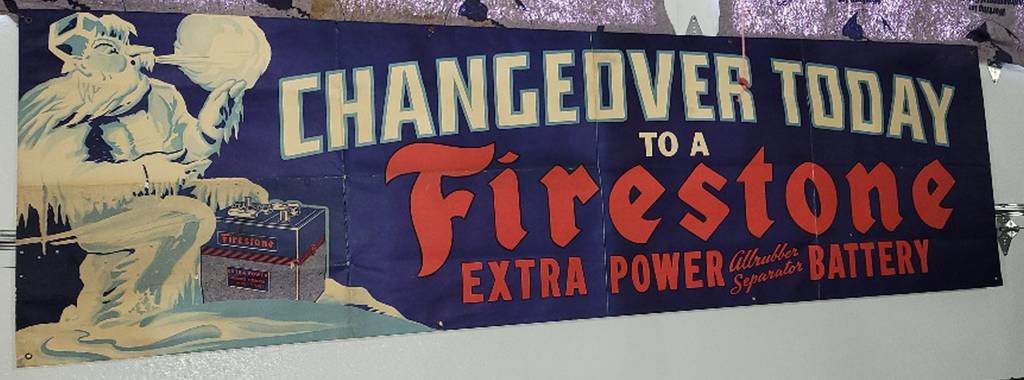 CHANGEOVER TODAY
TO A
Firestone
EXTRA POWER Allrubber Separator BATTERY
Firestone